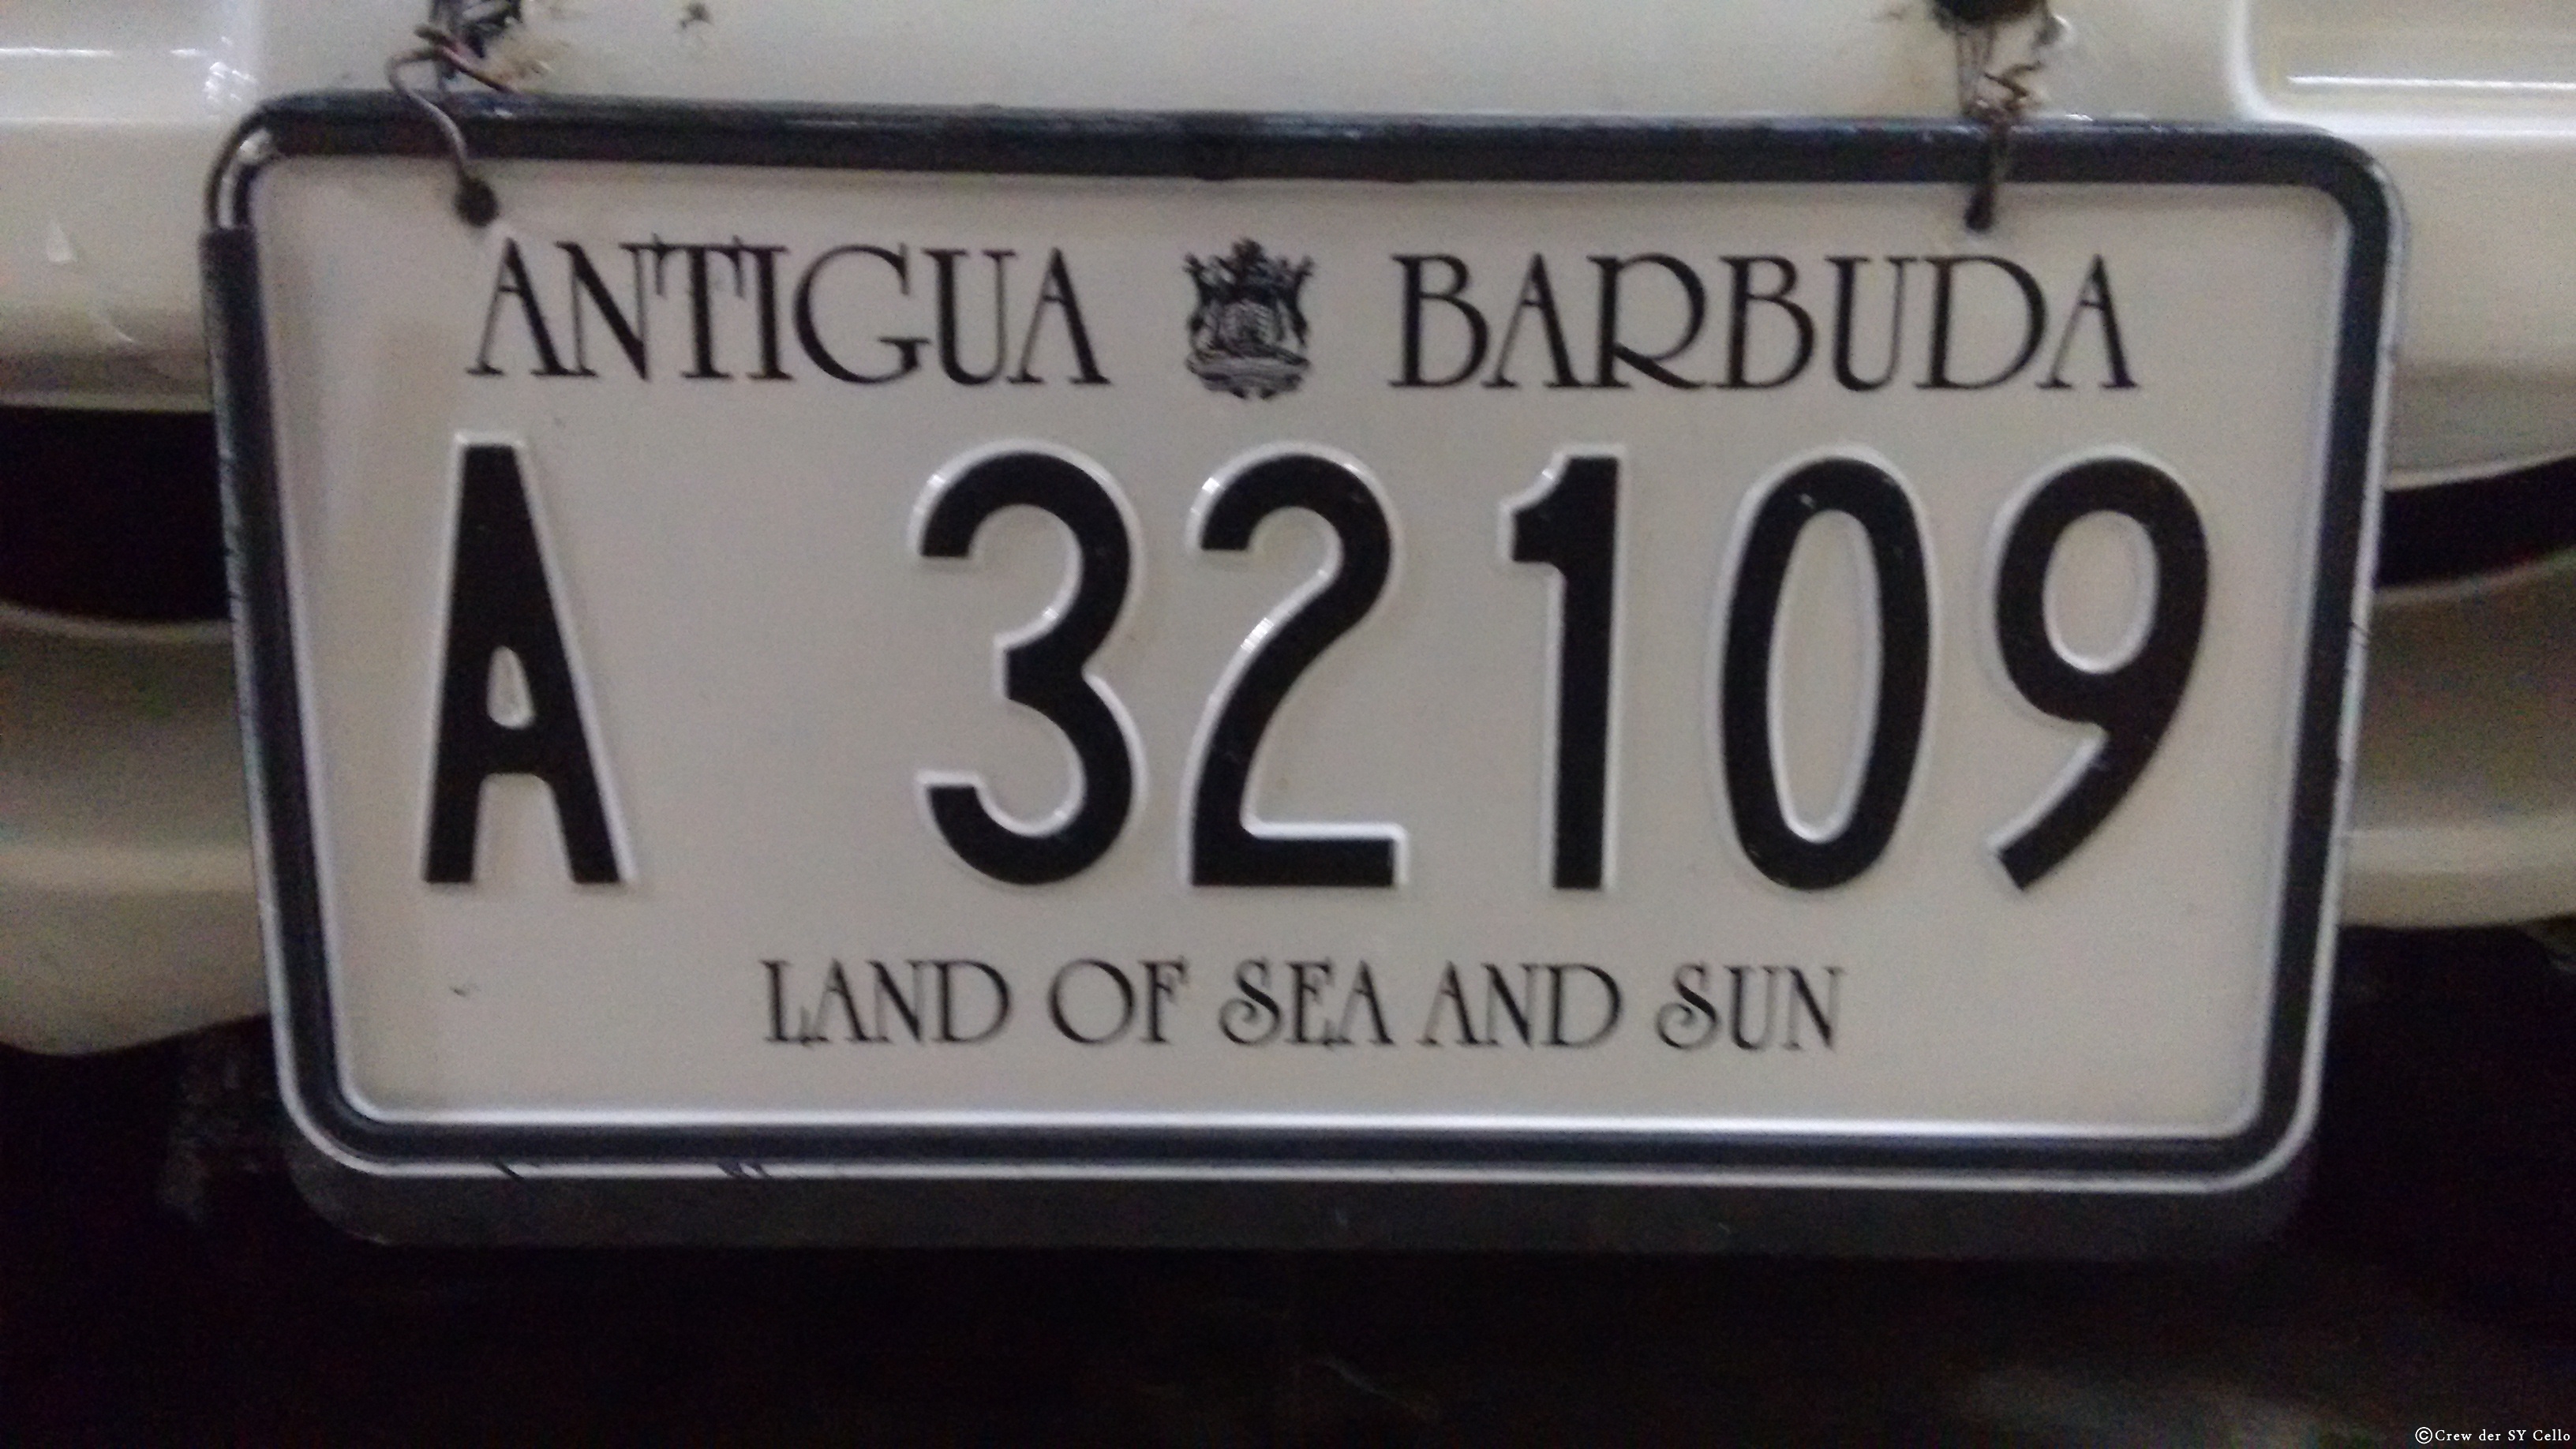 ANTIGUA BARBUDA
A 32109
LAND OF SEA AND SUN
©Crew der SY Cello